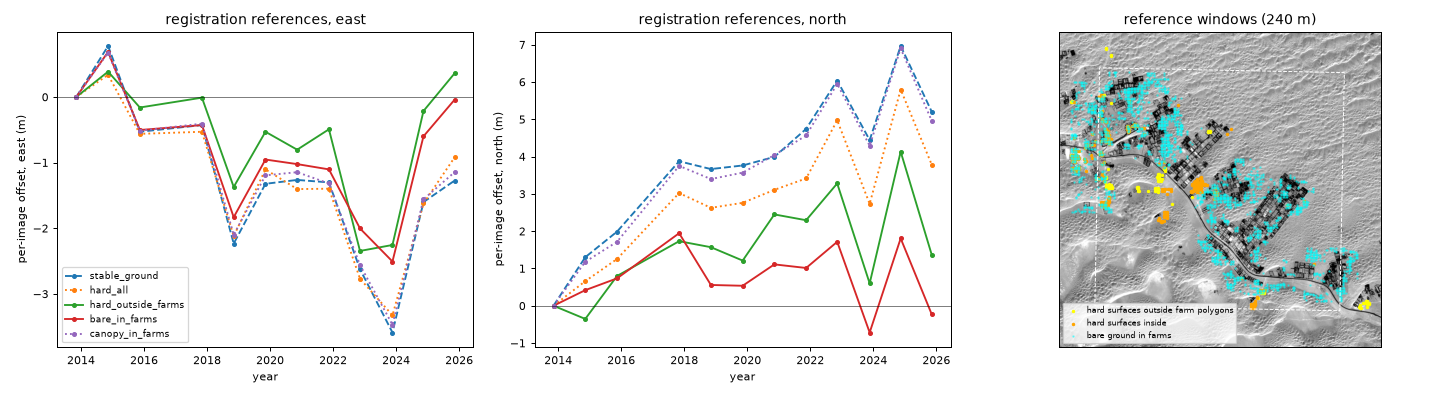 registration references, east
per-image offset, east (m)
0
−1
−2
−3
stable_ground
hard_all
hard_outside_farms
bare_in_farms
canopy_in_farms
2014 2016 2018 2020 2022 2024 2026
year
registration references, north
per-image offset, north (m)
7
6
5
4
3
2
1
0
−1
2014 2016 2018 2020 2022 2024 2026
year
reference windows (240 m)
hard surfaces outside farm polygons
hard surfaces inside
bare ground in farms